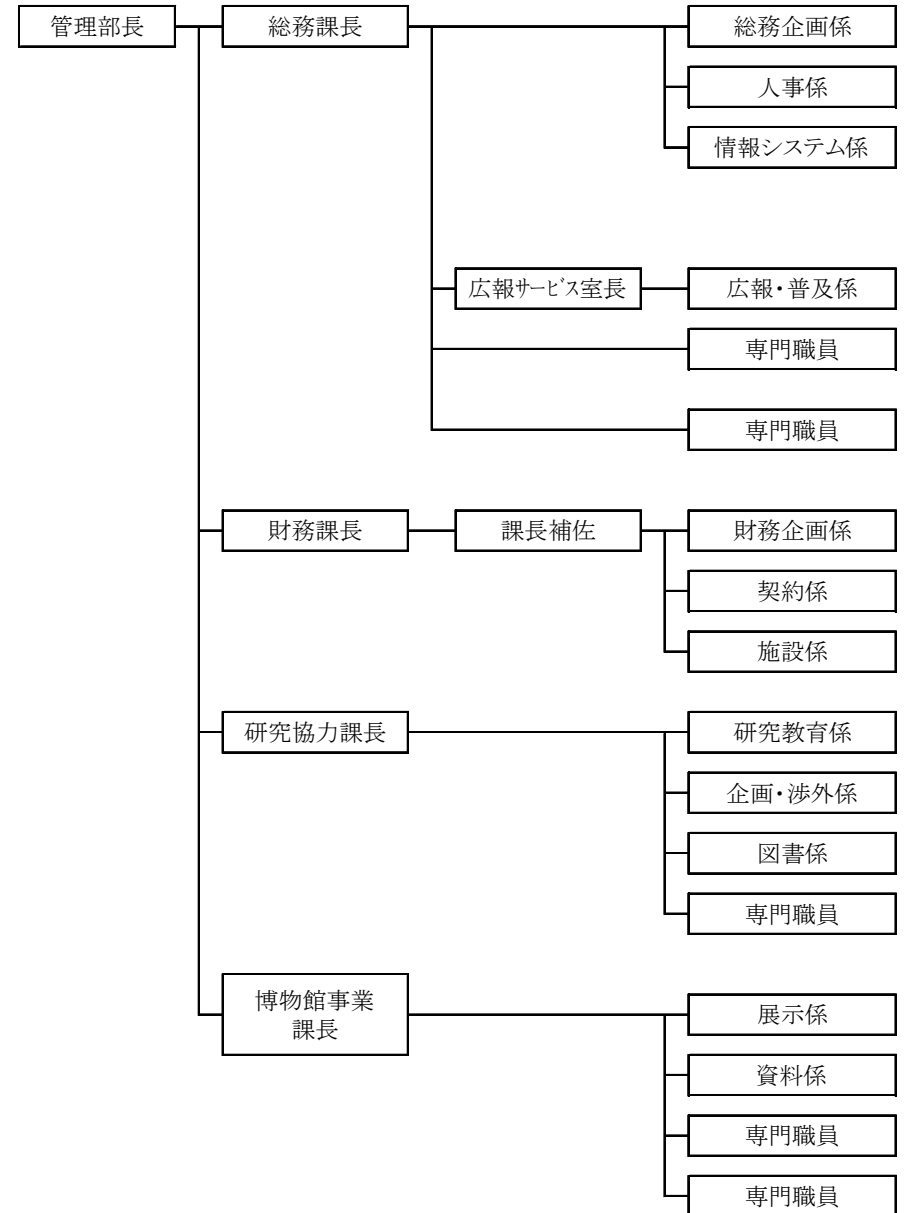 管理部長
総務課長
総務企画係
人事係
情報システム係
広報ｻｰﾋﾞｽ室長
広報・普及係
専門職員
専門職員
財務課長
課長補佐
財務企画係
契約係
施設係
研究協力課長
研究教育係
企画・渉外係
図書係
専門職員
博物館事業
課長
展示係
資料係
専門職員
専門職員